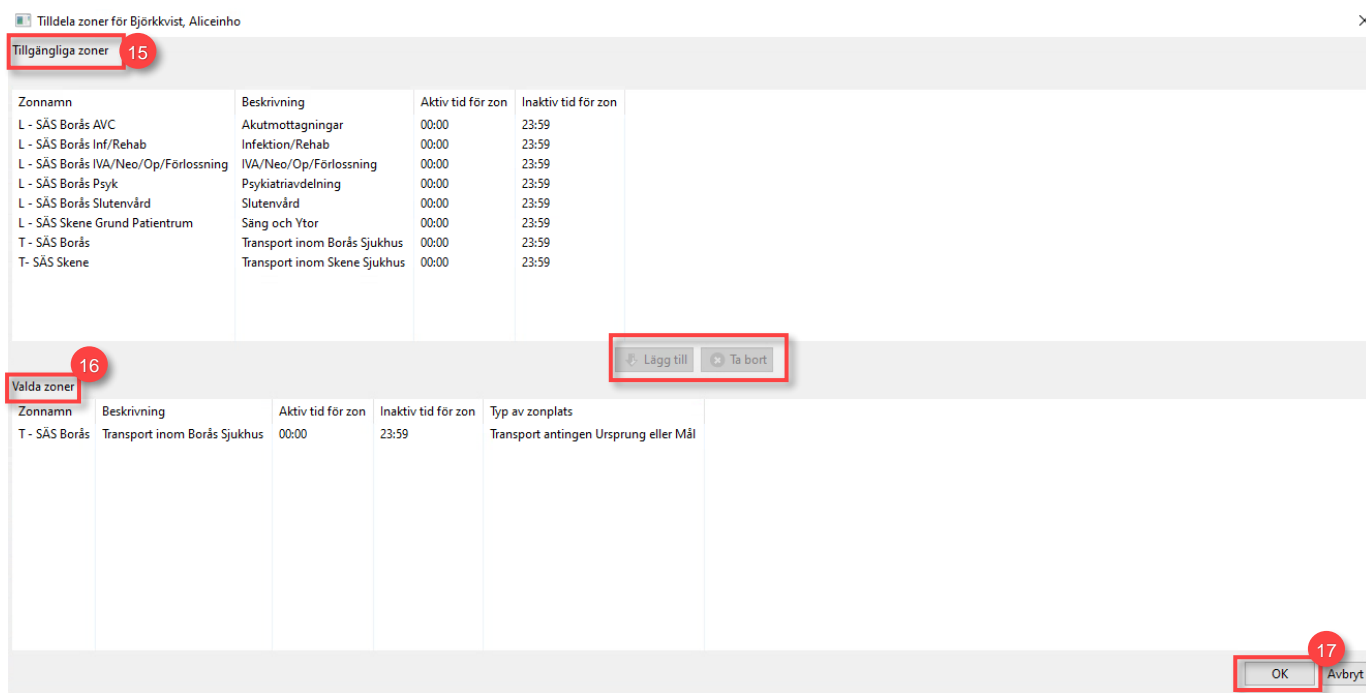 Tilldela zoner för Björkkvist, Aliceinho
Tillgängliga zoner 15
Zonnamn Beskrivning Aktiv tid för zon Inaktiv tid för zon
L - SÄS Borås AVC Akutmottagningar 00:00 23:59
L - SÄS Borås Inf/Rehab Infektion/Rehab 00:00 23:59
L - SÄS Borås IVA/Neo/Op/Förlossning IVA/Neo/Op/Förlossning 00:00 23:59
L - SÄS Borås Psyk Psykiatriavdelning 00:00 23:59
L - SÄS Borås Slutenvård Slutenvård 00:00 23:59
L - SÄS Skene Grund Patientrum Säng och Ytor 00:00 23:59
T - SÄS Borås Transport inom Borås Sjukhus 00:00 23:59
T- SÄS Skene Transport inom Skene Sjukhus 00:00 23:59
Lägg till Ta bort
16
Valda zoner
Zonnamn Beskrivning Aktiv tid för zon Inaktiv tid för zon Typ av zonplats
T - SÄS Borås Transport inom Borås Sjukhus 00:00 23:59 Transport antingen Ursprung eller Mål
17
OK Avbryt